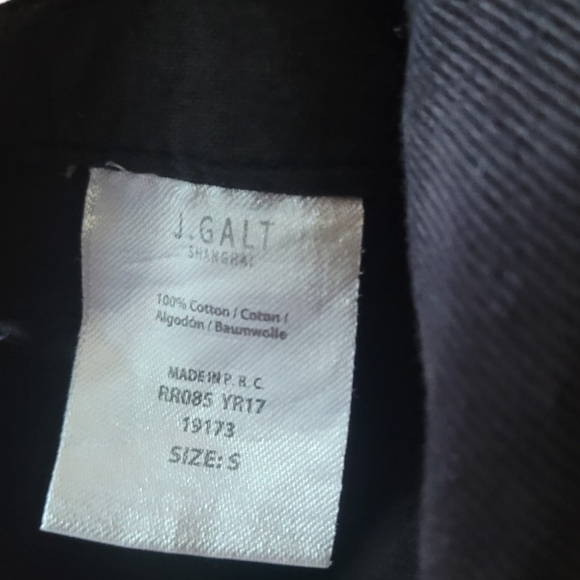 J.GALT
SHANGHAI
100% Cotton / Coton /
Algodón / Baumwolle
MADE IN P. R. C.
RR085 YR17
19173
SIZE: S